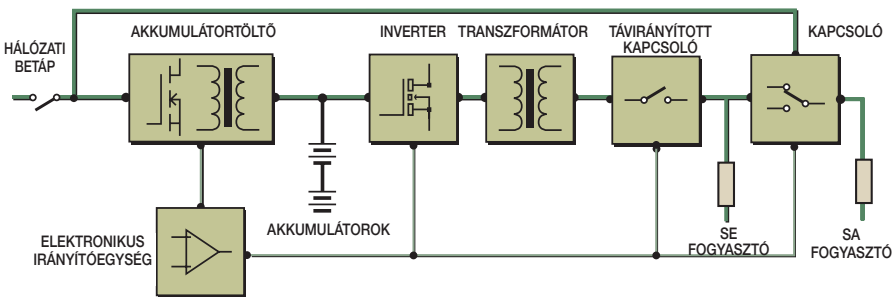 HÁLÓZATI
BETÁP
AKKUMULÁTORTÖLTŐ
INVERTER
TRANSZFORMÁTOR
TÁVIRÁNYÍTOTT
KAPCSOLÓ
KAPCSOLÓ
AKKUMULÁTOROK
ELEKTRONIKUS
IRÁNYÍTÓEGYSÉG
SE
FOGYASZTÓ
SA
FOGYASZTÓ